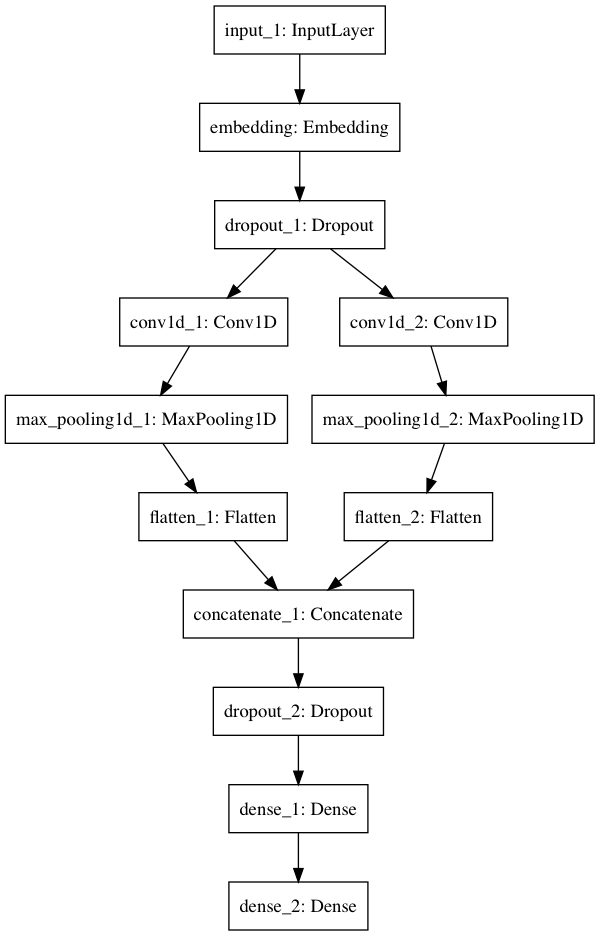 input_1: InputLayer
embedding: Embedding
dropout_1: Dropout
conv1d_1: Conv1D
conv1d_2: Conv1D
max_pooling1d_1: MaxPooling1D
max_pooling1d_2: MaxPooling1D
flatten_1: Flatten
flatten_2: Flatten
concatenate_1: Concatenate
dropout_2: Dropout
dense_1: Dense
dense_2: Dense